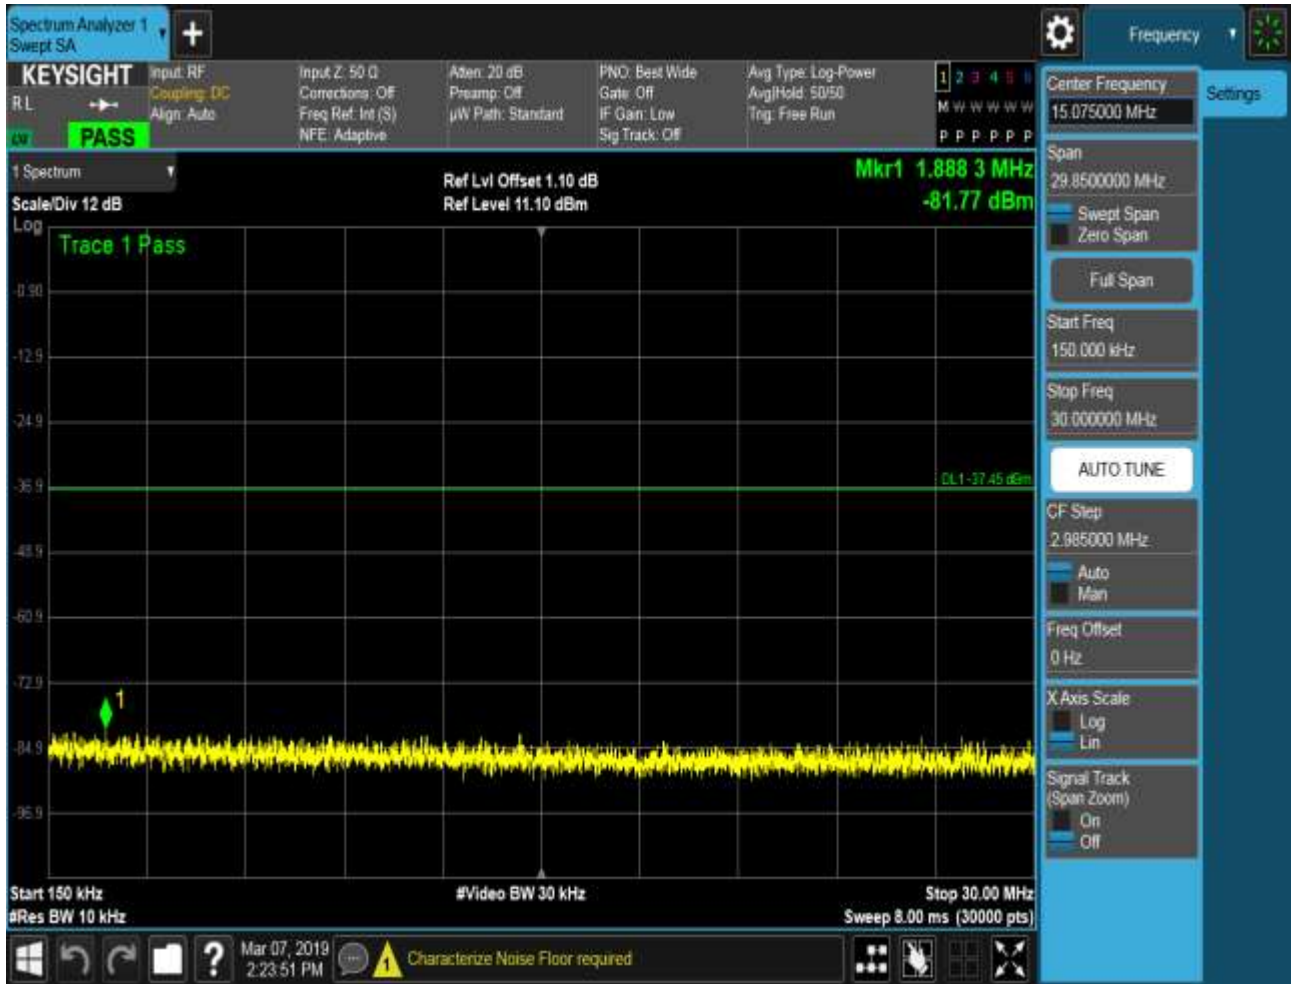 Spectrum Analyzer 1
Swept SA
+
Frequency
KEYSIGHT
R L
PASS
Input: RF
Coupling: DC
Align: Auto
Input Z: 50 Ω
Corrections: Off
Freq Ref: Int (S)
NFE: Adaptive
Atten: 20 dB
Preamp: Off
µW Path: Standard
PNO: Best Wide
Gate: Off
IF Gain: Low
Sig Track: Off
Avg Type: Log-Power
Avg|Hold: 50/50
Trig: Free Run
1 2 3 4 5 6
M W W W W W
P P P P P P
1 Spectrum
Scale/Div 12 dB
Log
Ref Lvl Offset 1.10 dB
Ref Level 11.10 dBm
Mkr1 1.888 3 MHz
-81.77 dBm
Trace 1 Pass
-0.90
-12.9
-24.9
-36.9
DL1 -37.45 dBm
-48.9
-60.9
-72.9
1
-84.9
-96.9
Start 150 kHz
#Video BW 30 kHz
Stop 30.00 MHz
#Res BW 10 kHz
Sweep 8.00 ms (30000 pts)
Center Frequency
15.075000 MHz
Settings
Span
29.8500000 MHz
Swept Span
Zero Span
Full Span
Start Freq
150.000 kHz
Stop Freq
30.000000 MHz
AUTO TUNE
CF Step
2.985000 MHz
Auto
Man
Freq Offset
0 Hz
X Axis Scale
Log
Lin
Signal Track
(Span Zoom)
On
Off
?
Mar 07, 2019
2:23:51 PM
1
Characterize Noise Floor required